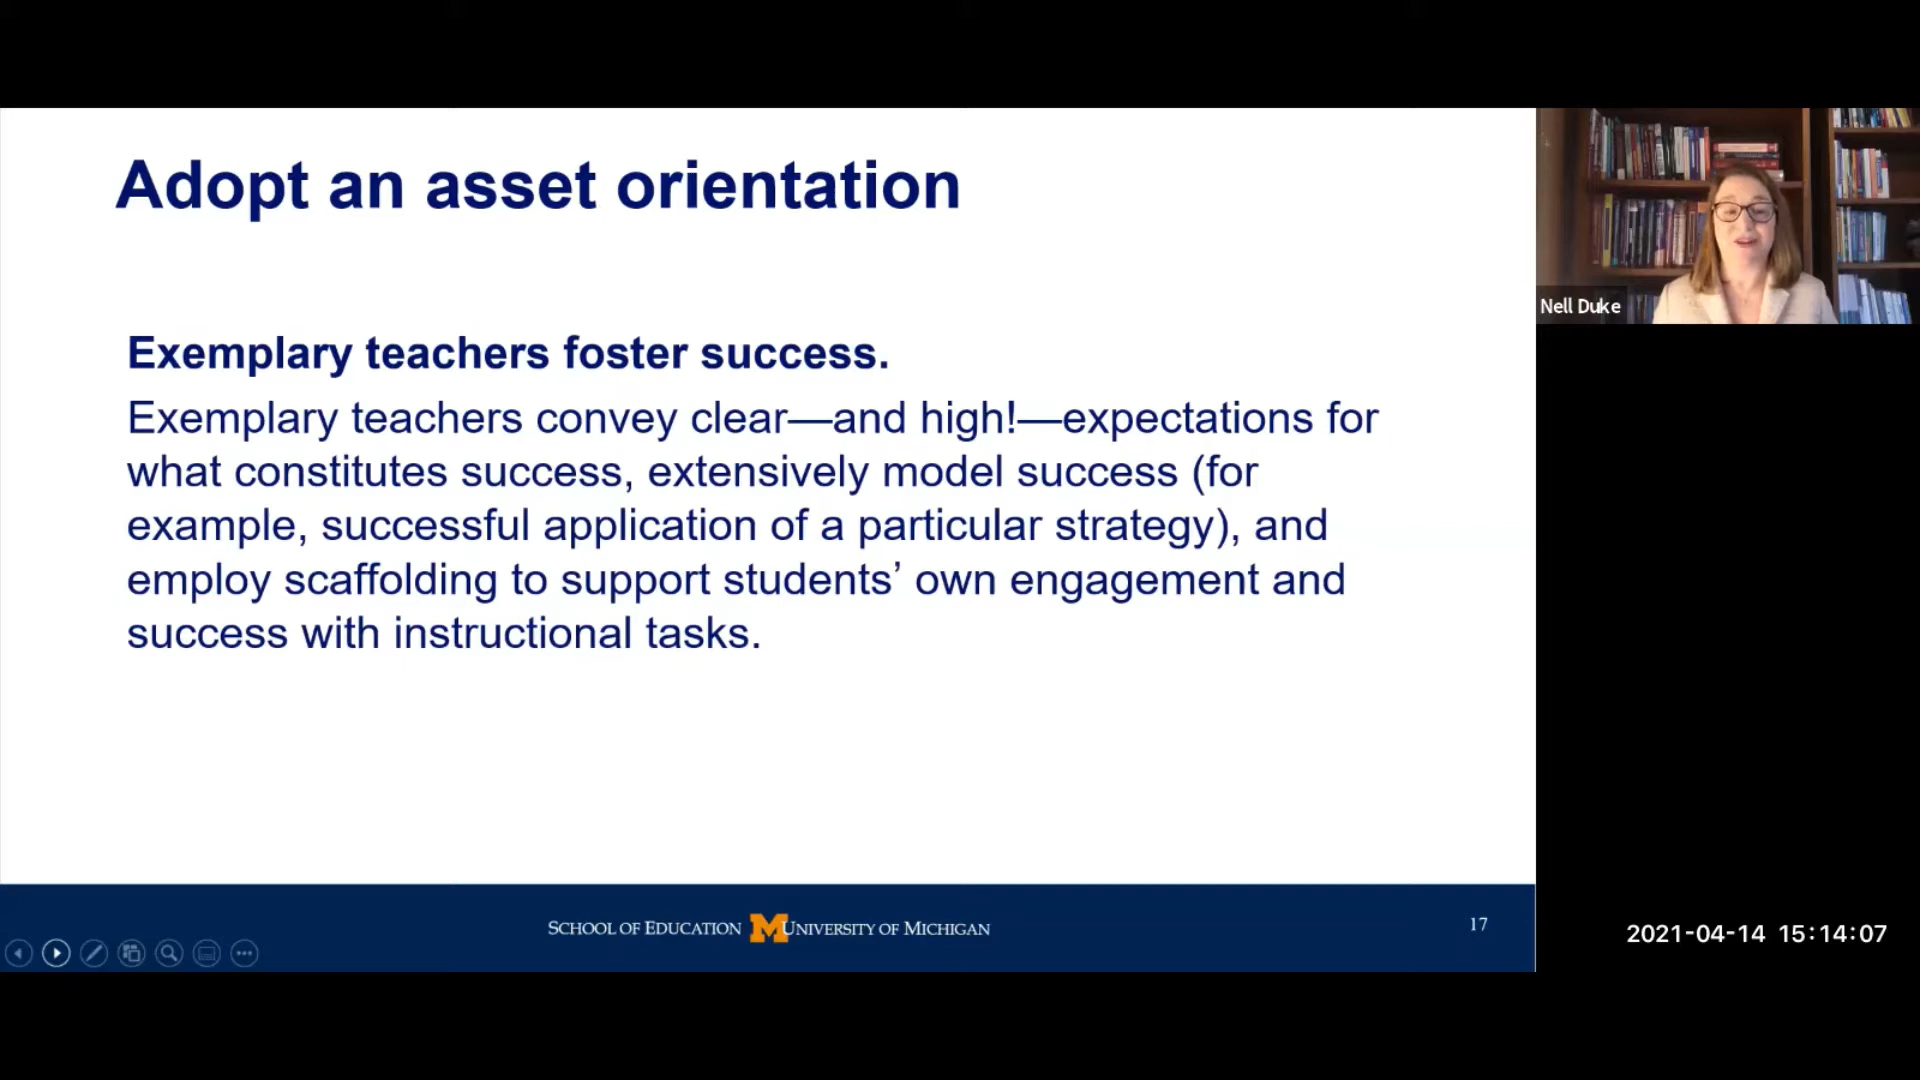 Adopt an asset orientation
Exemplary teachers foster success.
Exemplary teachers convey clear—and high!—expectations for
what constitutes success, extensively model success (for
example, successful application of a particular strategy), and
employ scaffolding to support students’ own engagement and
success with instructional tasks.
Nell Duke
SCHOOL OF EDUCATION M UNIVERSITY OF MICHIGAN
17
2021-04-14 15:14:07